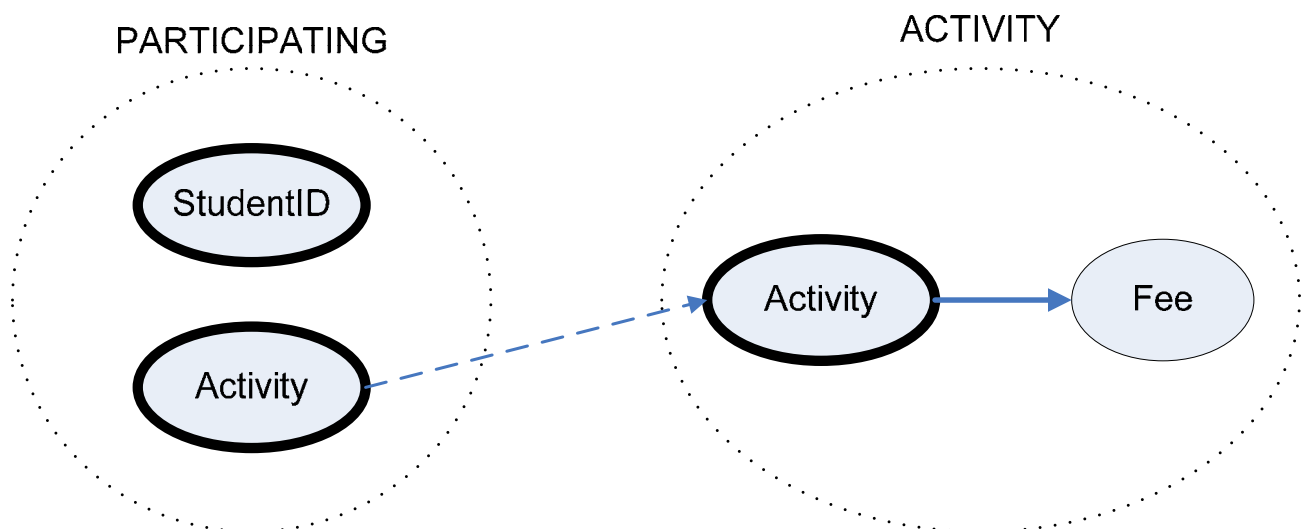 PARTICIPATING
StudentID
Activity
ACTIVITY
Activity
Fee